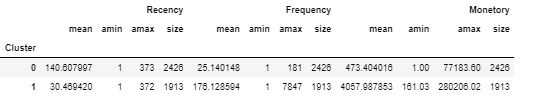 Recency Frequency Monetory
mean amin amax size mean amin amax size mean amin amax size
Cluster
0 140.607997 1 373 2426 25.140148 1 181 2426 473.404016 1.00 77183.60 2426
1 30.469420 1 372 1913 176.128594 1 7847 1913 4057.987853 161.03 280206.02 1913